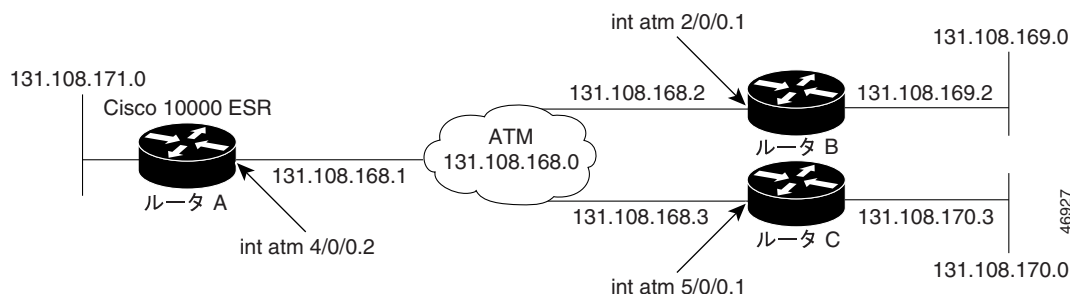 int atm 2/0/0.1
131.108.169.0
131.108.171.0
Cisco 10000 ESR
131.108.168.2
131.108.169.2
ATM
131.108.168.0
ルータ B
131.108.168.1
ルータ A
131.108.168.3
131.108.170.3
ルータ C
int atm 4/0/0.2
int atm 5/0/0.1
131.108.170.0
46927